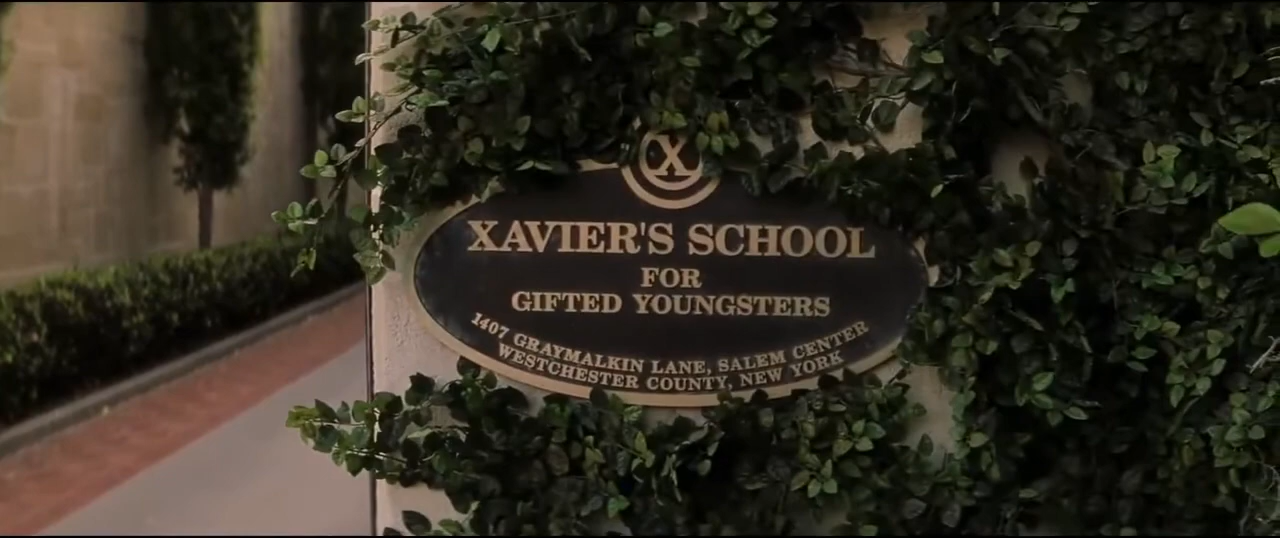 X
XAVIER'S SCHOOL
FOR
GIFTED YOUNGSTERS
1407 GRAYMALKIN LANE, SALEM CENTER
WESTCHESTER COUNTY, NEW YORK